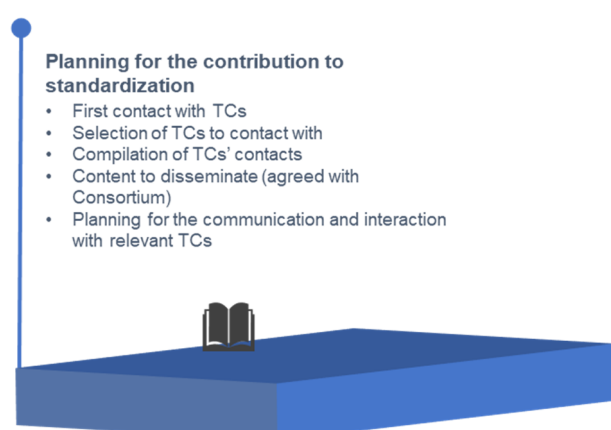 Planning for the contribution to
standardization
• First contact with TCs
• Selection of TCs to contact with
• Compilation of TCs' contacts
• Content to disseminate (agreed with
Consortium)
• Planning for the communication and interaction
with relevant TCs